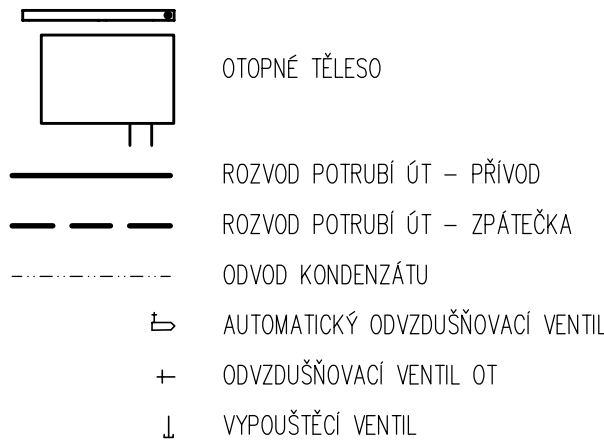 OTOPNÉ TĚLESO
ROZVOD POTRUBÍ ÚT – PŘÍVOD
ROZVOD POTRUBÍ ÚT – ZPÁTEČKA
ODVOD KONDENZÁTU
AUTOMATICKÝ ODVZDUŠŇOVACÍ VENTIL
ODVZDUŠŇOVACÍ VENTIL OT
VYPOUŠTĚCÍ VENTIL